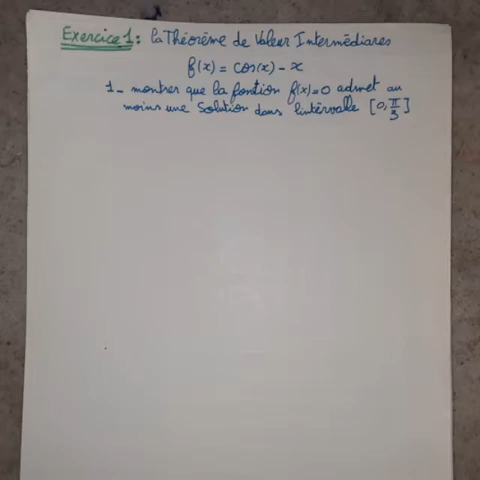 Exercice 1: la Théorème de Valeur Intermédiares
f(x) = cos(x) - x
1- montrer que la fontion f(x)=0 admet au
moins une solution dans l'intérvalle [0, π/3]